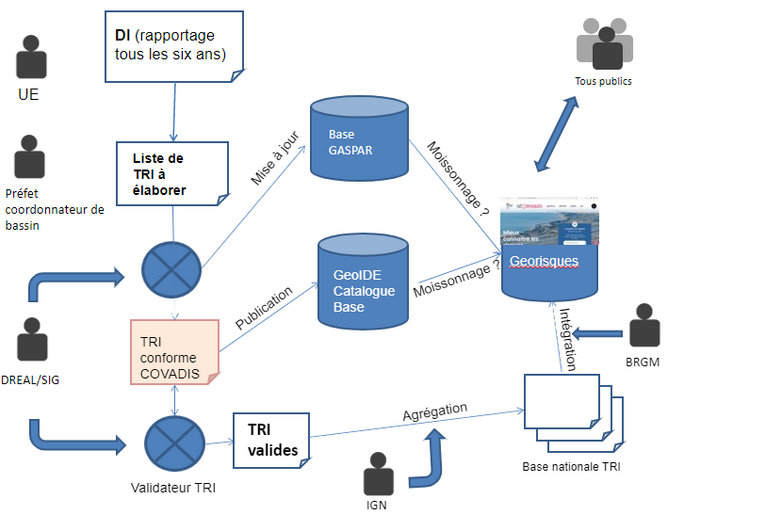 DI (rapportage
tous les six ans)
UE
Tous publics
Liste de
TRI à
élaborer
Préfet
coordonnateur de
bassin
Mise à jour
Base
GASPAR
Moissonnage ?
Mieux
connaître les
Georisques
GeoIDE
Catalogue
Base
Moissonnage ?
Publication
TRI
conforme
COVADIS
DREAL/SIG
Intégration
BRGM
TRI
valides
Agrégation
Base nationale TRI
Validateur TRI
IGN